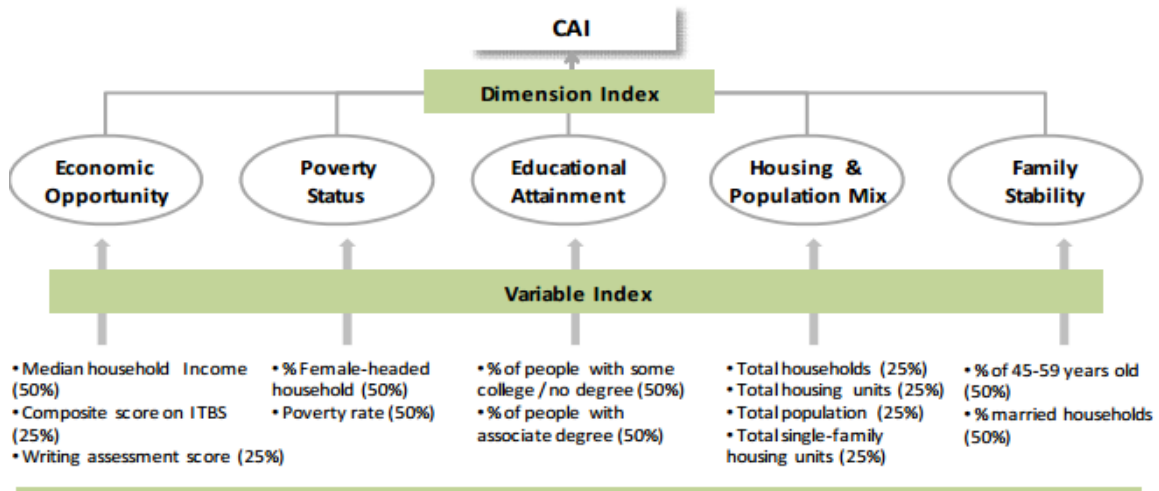 CAI
Dimension Index
Economic
Opportunity
Poverty
Status
Educational
Attainment
Housing &
Population Mix
Family
Stability
Variable Index
• Median household Income
(50%)
• Composite score on ITBS
(25%)
• Writing assessment score (25%)
• % Female-headed
household (50%)
• Poverty rate (50%)
• % of people with some
college / no degree (50%)
• % of people with
associate degree (50%)
• Total households (25%)
• Total housing units (25%)
• Total population (25%)
• Total single-family
housing units (25%)
• % of 45-59 years old
(50%)
• % married households
(50%)